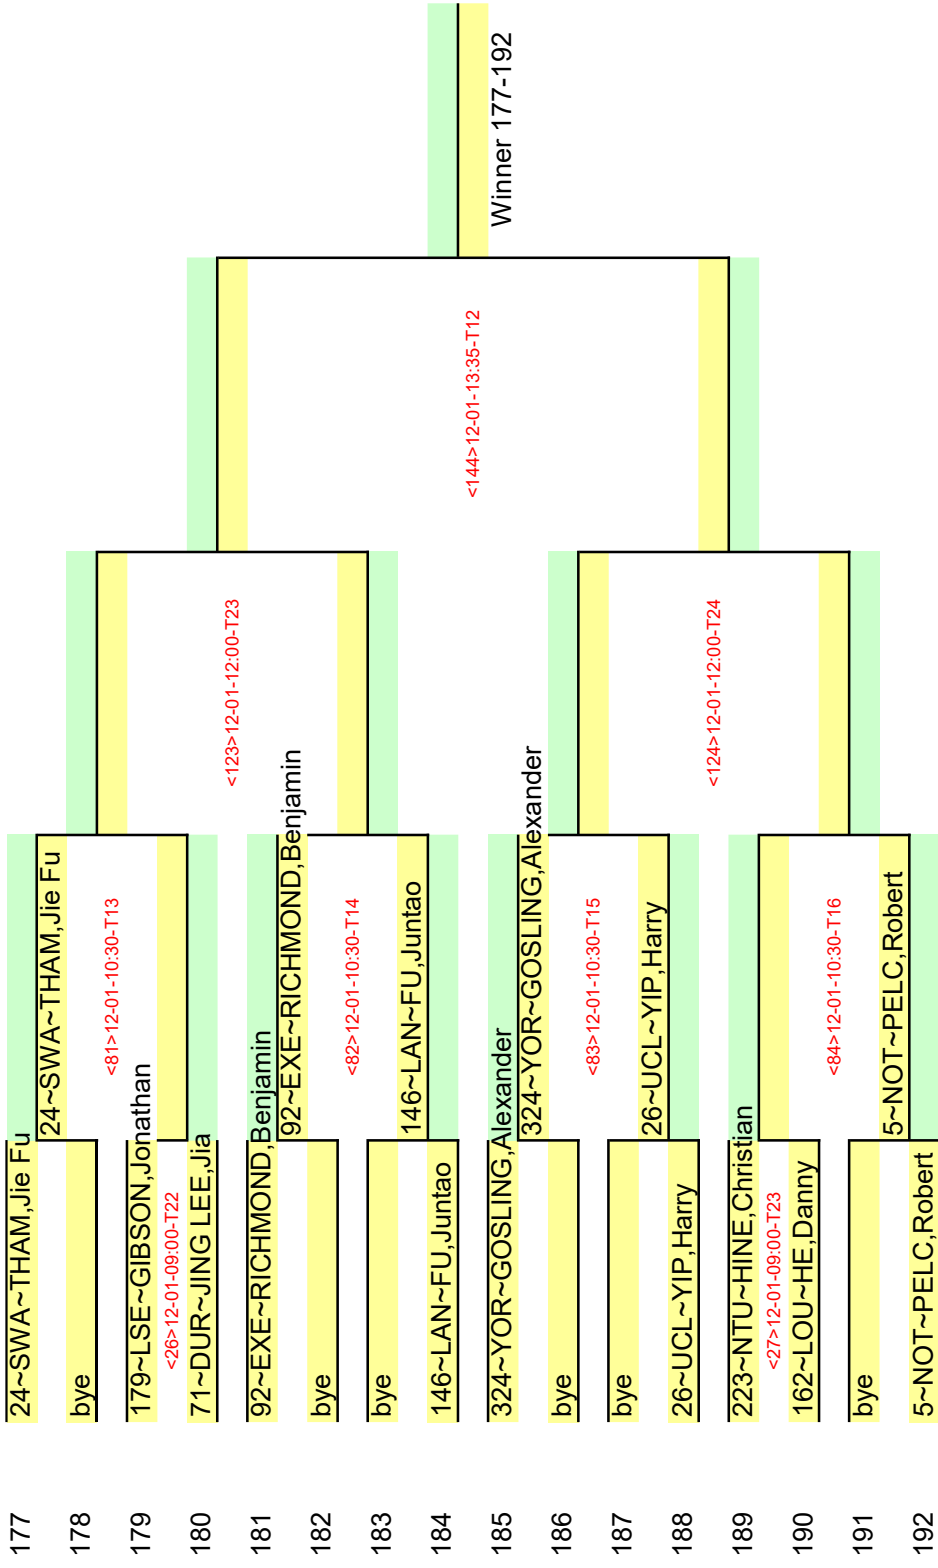 177
24~SWA~THAM,Jie Fu
24~SWA~THAM,Jie Fu
178
bye
<81>12-01-10:30-T13
179
179~LSE~GIBSON,Jonathan
<26>12-01-09:00-T22
180
71~DUR~JING LEE,Jia
<123>12-01-12:00-T23
181
92~EXE~RICHMOND,Benjamin
92~EXE~RICHMOND,Benjamin
182
bye
<82>12-01-10:30-T14
183
bye
146~LAN~FU,Juntao
184
146~LAN~FU,Juntao
<144>12-01-13:35-T12
Winner 177-192
185
324~YOR~GOSLING,Alexander
324~YOR~GOSLING,Alexander
186
bye
<83>12-01-10:30-T15
187
bye
26~UCL~YIP,Harry
188
26~UCL~YIP,Harry
<124>12-01-12:00-T24
189
223~NTU~HINE,Christian
<27>12-01-09:00-T23
190
162~LOU~HE,Danny
<84>12-01-10:30-T16
191
bye
5~NOT~PELC,Robert
192
5~NOT~PELC,Robert